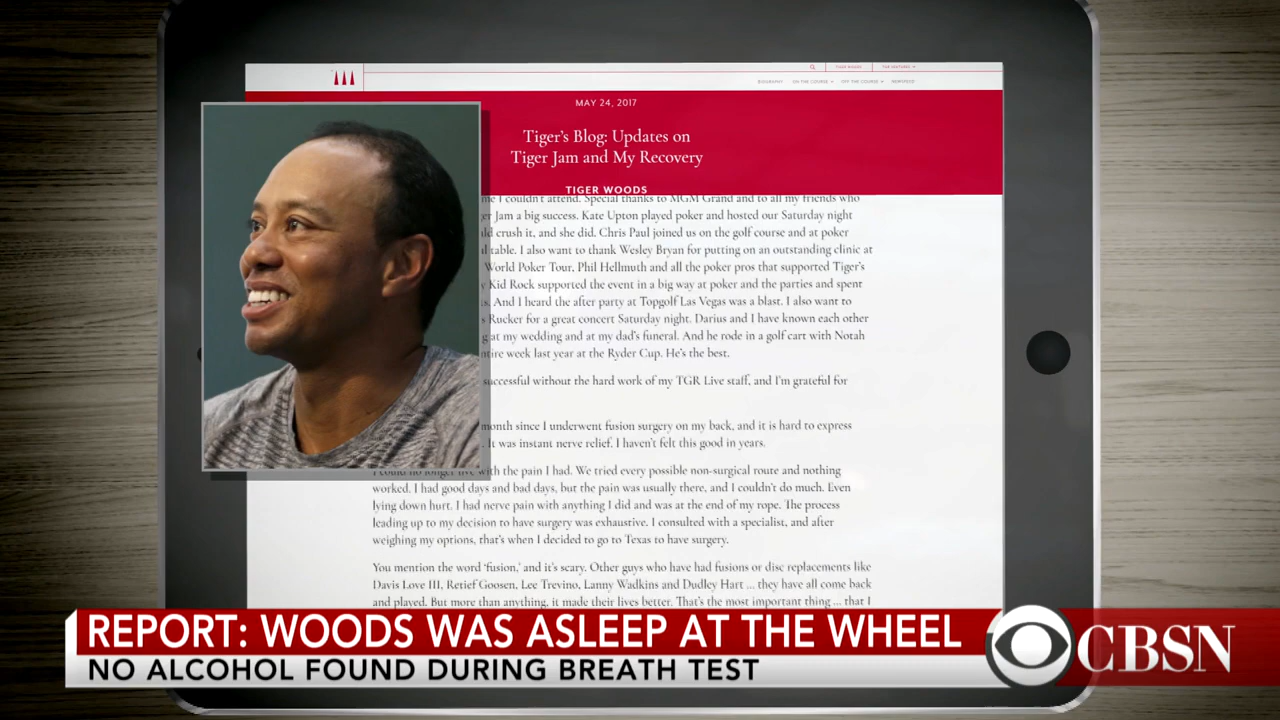 TIGER WOODS
THE VENTURES
BIOGRAPHY ON THE COURSE OFF THE COURSE NEWSFEED
MAY 24, 2017
Tiger's Blog: Updates on
Tiger Jam and My Recovery
TIGER WOODS
me I couldn't attend. Special thanks to MGM Grand and to all my friends who
Jam a big success. Kate Upton played poker and hosted our Saturday night
crush it, and she did. Chris Paul joined us on the golf course and at poker
table. I also want to thank Wesley Bryan for putting on an outstanding clinic at
World Poker Tour, Phil Hellmuth and all the poker pros that supported Tiger's
Kid Rock supported the event in a big way at poker and the parties and spent
And I heard the after party at Topgolf Las Vegas was a blast. I also want to
Rucker for a great concert Saturday night. Darius and I have known each other
at my wedding and at my dad's funeral. And he rode in a golf cart with Notah
week last year at the Ryder Cup. He's the best.
successful without the hard work of my TGR Live staff, and I'm grateful for
month since I underwent fusion surgery on my back, and it is hard to express
It was instant nerve relief. I haven't felt this good in years.
I could no longer live with the pain I had. We tried every possible non-surgical route and nothing
worked. I had good days and bad days, but the pain was usually there, and I couldn't do much. Even
lying down hurt. I had nerve pain with anything I did and was at the end of my rope. The process
leading up to my decision to have surgery was exhaustive. I consulted with a specialist, and after
weighing my options, that's when I decided to go to Texas to have surgery.
You mention the word 'fusion,' and it's scary. Other guys who have had fusions or disc replacements like
Davis Love III, Retief Goosen, Lee Trevino, Lanny Wadkins and Dudley Hart ... they have all come back
and played. But more than anything, it made their lives better. That's the most important thing ... that I
REPORT: WOODS WAS ASLEEP AT THE WHEEL
NO ALCOHOL FOUND DURING BREATH TEST
CBSN